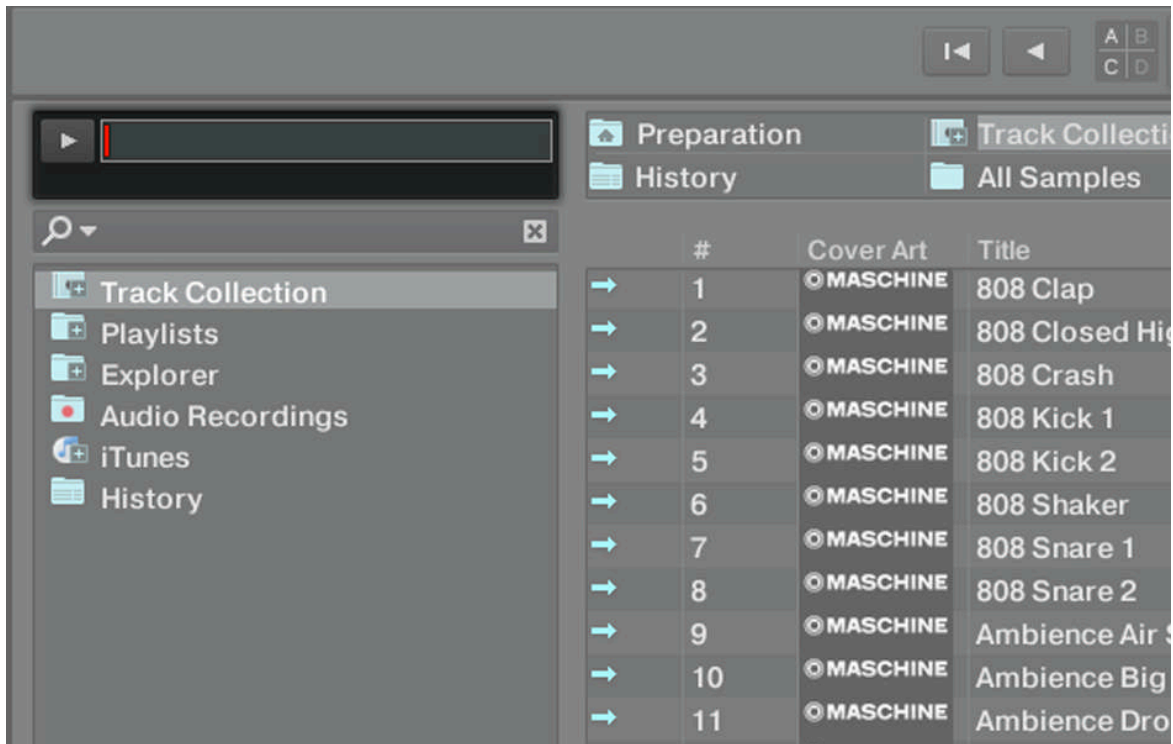 A B
C D
Preparation Track Collecti
History All Samples
# Cover Art Title
Track Collection
Playlists
Explorer
Audio Recordings
iTunes
History
1 MASCHINE 808 Clap
2 MASCHINE 808 Closed Hig
3 MASCHINE 808 Crash
4 MASCHINE 808 Kick 1
5 MASCHINE 808 Kick 2
6 MASCHINE 808 Shaker
7 MASCHINE 808 Snare 1
8 MASCHINE 808 Snare 2
9 MASCHINE Ambience Air S
10 MASCHINE Ambience Big
11 MASCHINE Ambience Dro